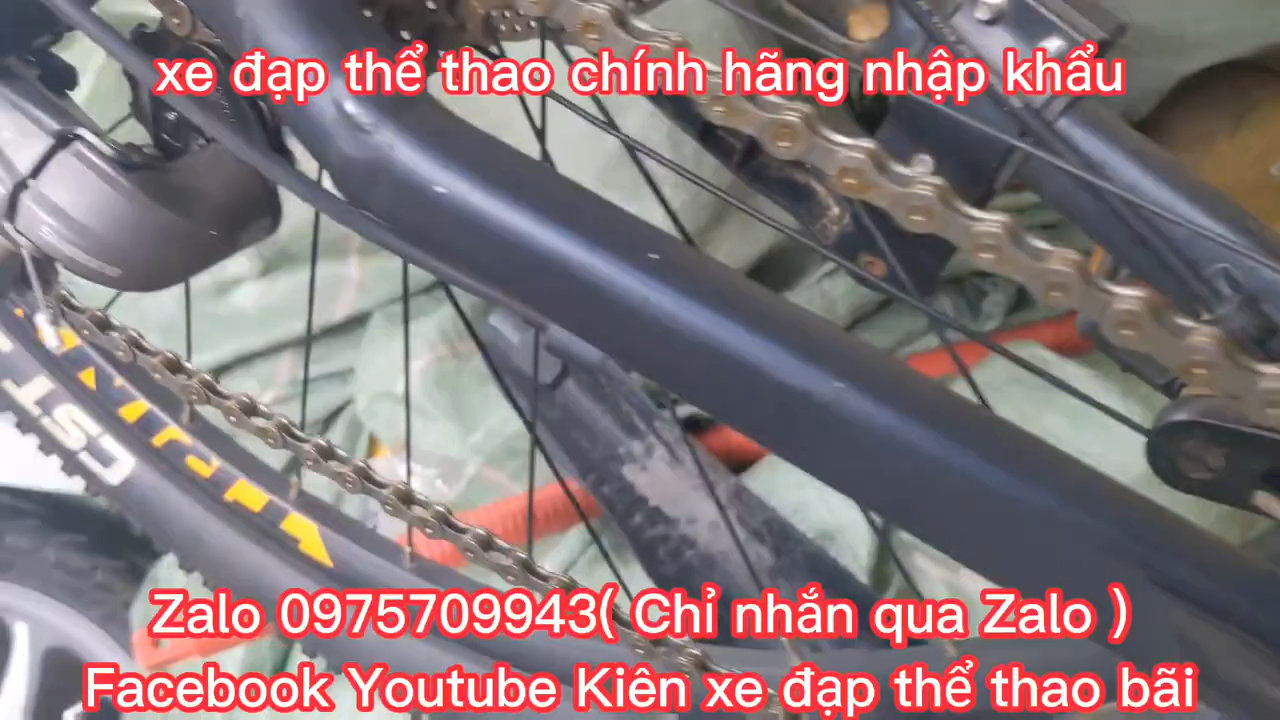 xe đạp thể thao chính hãng nhập khẩu
CST
Zalo 0975709943( Chỉ nhắn qua Zalo )
Facebook Youtube Kiên xe đạp thể thao bãi